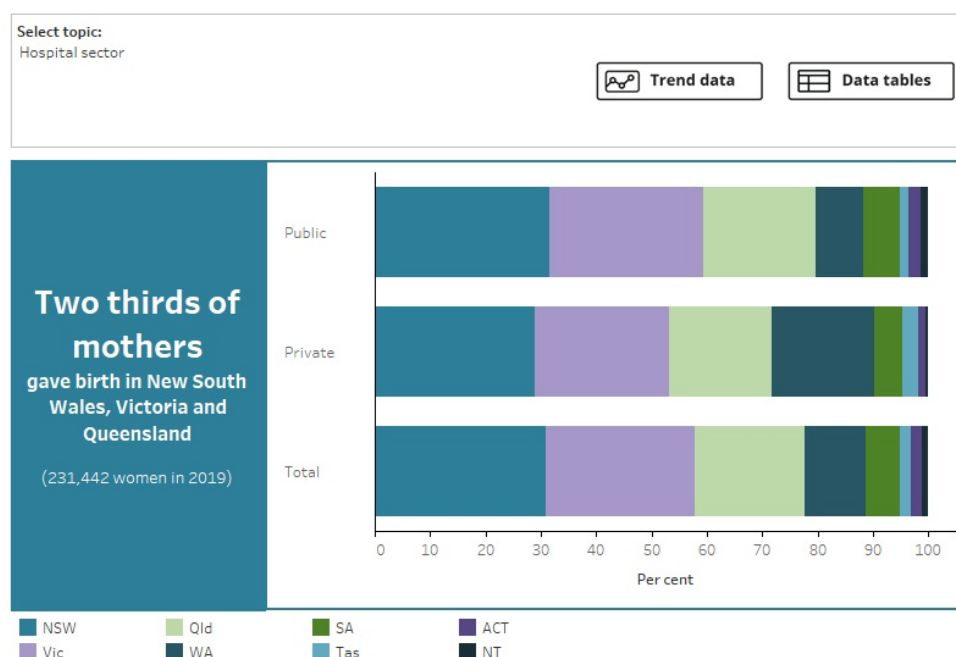 Select topic:
Hospital sector
Trend data
Data tables
Two thirds of
mothers
gave birth in New South
Wales, Victoria and
Queensland
(231,442 women in 2019)
Public
Private
Total
0 10 20 30 40 50 60 70 80 90 100
Per cent
NSW Qld SA ACT
Vic WA Tas NT